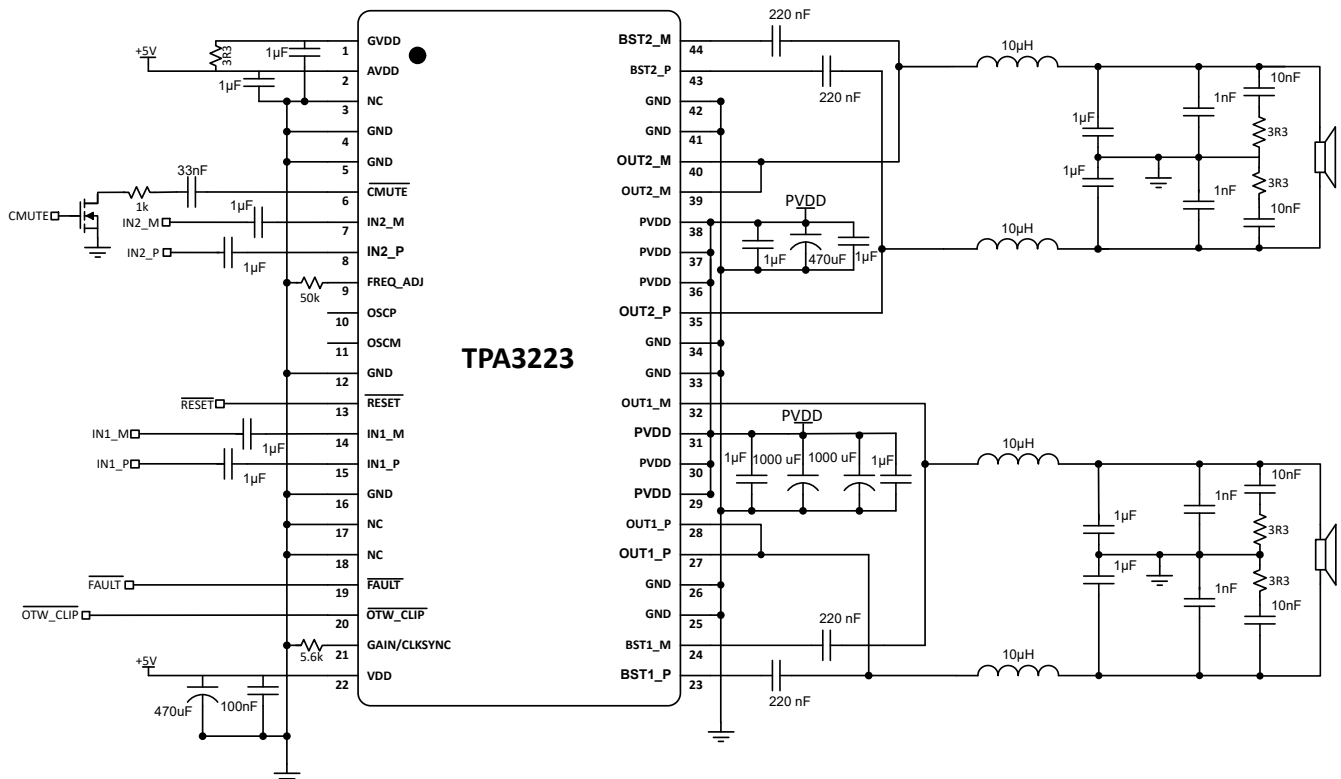 220 nF
+5V
3R3
1µF
GVDD
1
BST2_M
44
10µH
1µF
AVDD
2
BST2_P
43
220 nF
1nF
10nF
NC
3
GND
42
1µF
3R3
GND
4
GND
41
GND
5
OUT2_M
40
33nF
1k
CMUTE
CMUTE
6
OUT2_M
39
1µF
1nF
3R3
10nF
IN2_M
1µF
IN2_M
7
PVDD
PVDD
38
IN2_P
1µF
IN2_P
8
PVDD
37
1µF
470uF
1µF
10µH
50k
FREQ_ADJ
9
PVDD
36
OSCP
10
OUT2_P
35
OSCM
11
GND
34
TPA3223
GND
12
GND
33
RESET
RESET
13
OUT1_M
32
IN1_M
1µF
IN1_M
14
PVDD
PVDD
31
10µH
IN1_P
1µF
IN1_P
15
PVDD
30
1µF
1000 uF
1000 uF
1µF
1nF
10nF
GND
16
PVDD
29
NC
17
OUT1_P
28
1µF
3R3
NC
18
OUT1_P
27
1µF
FAULT
FAULT
19
GND
26
1nF
3R3
10nF
OTW_CLIP
OTW_CLIP
20
GND
25
5.6k
GAIN/CLKSYNC
21
BST1_M
24
220 nF
10µH
+5V
VDD
22
BST1_P
23
220 nF
470uF
100nF